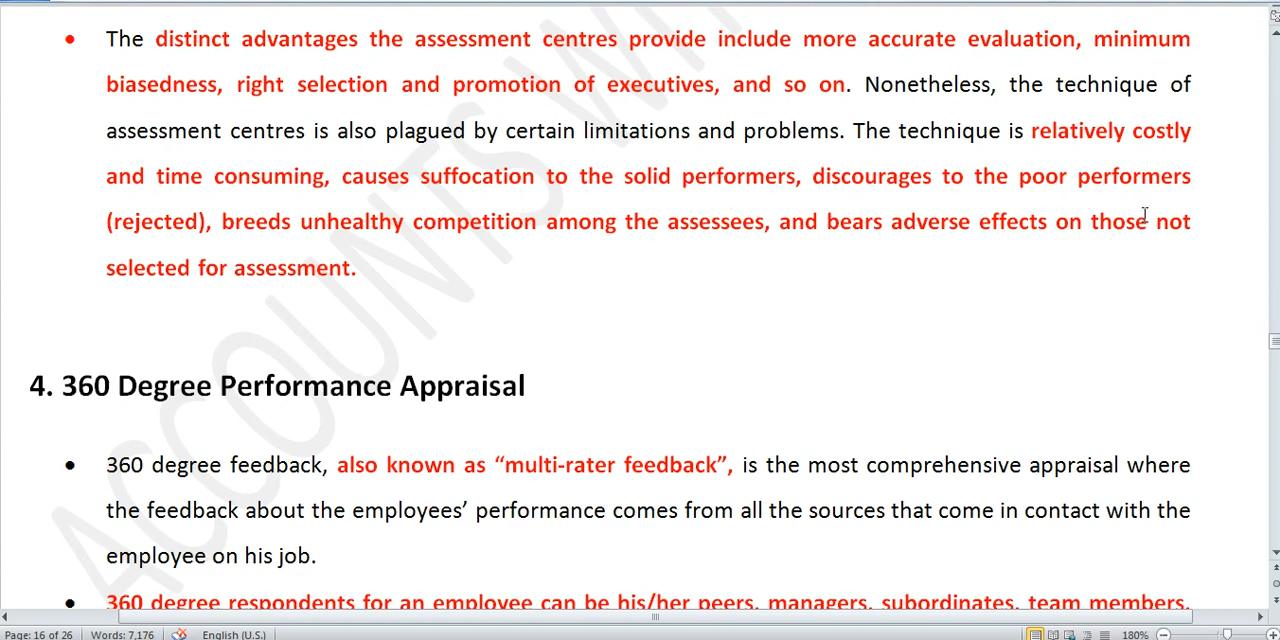 • The distinct advantages the assessment centres provide include more accurate evaluation, minimum
biasedness, right selection and promotion of executives, and so on. Nonetheless, the technique of
assessment centres is also plagued by certain limitations and problems. The technique is relatively costly
and time consuming, causes suffocation to the solid performers, discourages to the poor performers
(rejected), breeds unhealthy competition among the assessees, and bears adverse effects on those not
selected for assessment.
4. 360 Degree Performance Appraisal
• 360 degree feedback, also known as “multi-rater feedback”, is the most comprehensive appraisal where
the feedback about the employees’ performance comes from all the sources that come in contact with the
employee on his job.
• 360 degree respondents for an employee can be his/her peers, managers, subordinates, team members,
ACCOUNTS WI
Page: 16 of 26 Words: 7,176 English (U.S.) 180%